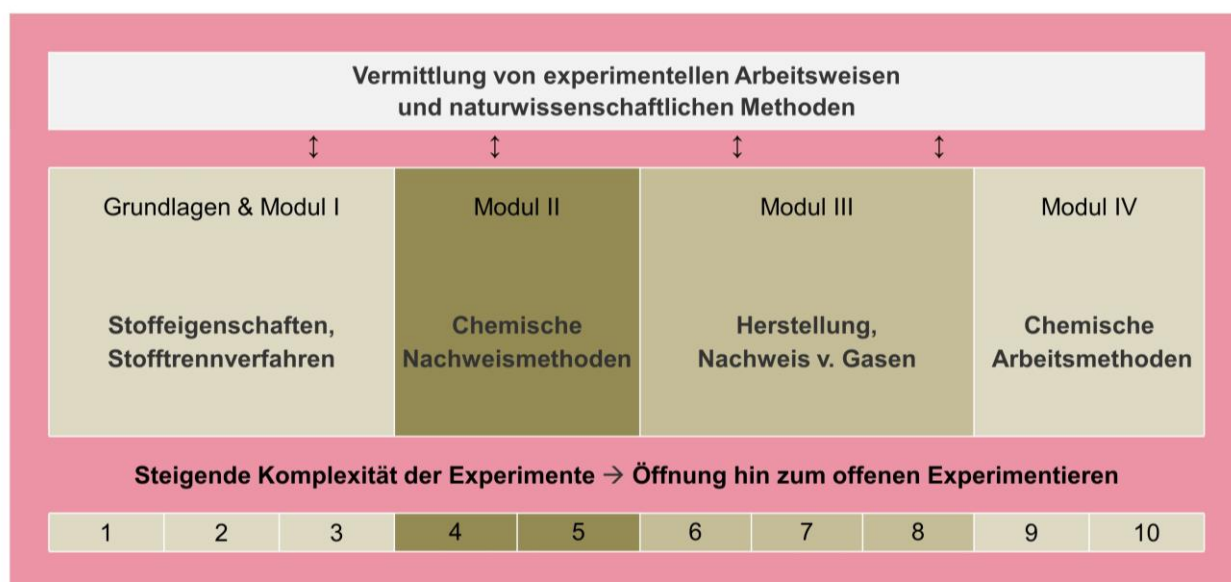 Vermittlung von experimentellen Arbeitsweisen
und naturwissenschaftlichen Methoden
↕ ↕ ↕ ↕
Grundlagen & Modul I
Stoffeigenschaften,
Stofftrennverfahren
Modul II
Chemische
Nachweismethoden
Modul III
Herstellung,
Nachweis v. Gasen
Modul IV
Chemische
Arbeitsmethoden
Steigende Komplexität der Experimente → Öffnung hin zum offenen Experimentieren
1 2 3 4 5 6 7 8 9 10